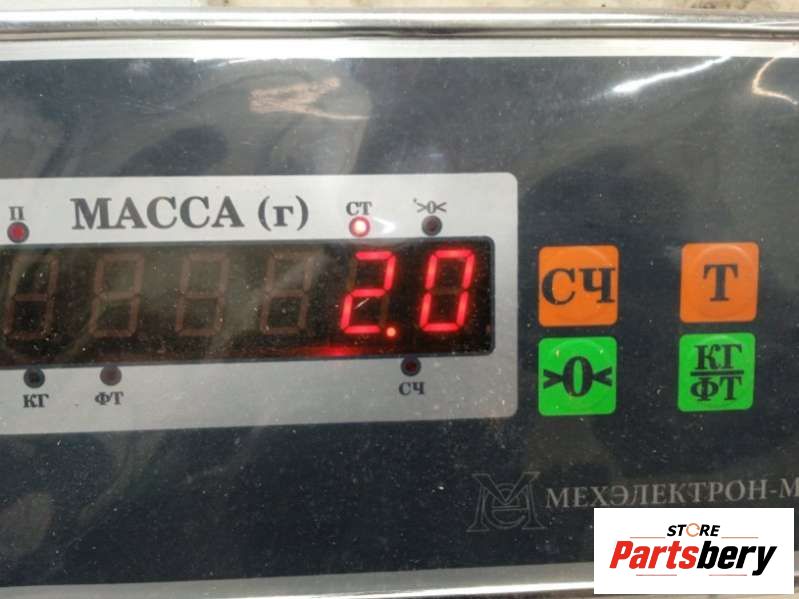 П МАССА (г) СТ >0<
2.0
КГ ФТ СЧ
СЧ Т
>0< КГ/ФТ
МЕХЭЛЕКТРОН-М
STORE
Partsbery